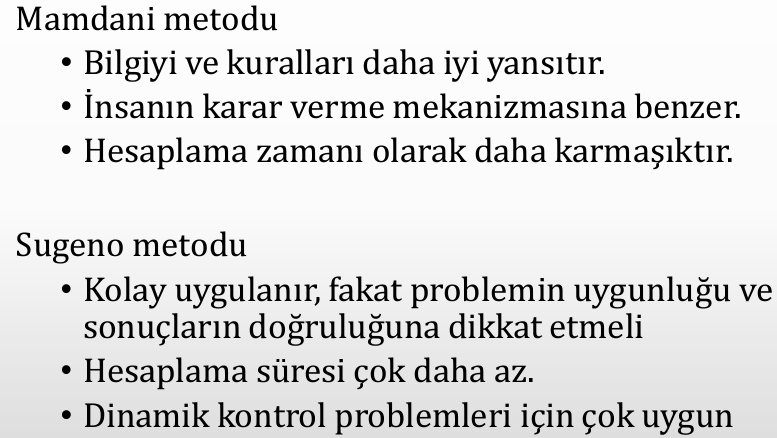 Mamdani metodu
• Bilgiyi ve kuralları daha iyi yansıtır.
• İnsanın karar verme mekanizmasına benzer.
• Hesaplama zamanı olarak daha karmaşıktır.
Sugeno metodu
• Kolay uygulanır, fakat problemin uygunluğu ve
sonuçların doğruluğuna dikkat etmeli
• Hesaplama süresi çok daha az.
• Dinamik kontrol problemleri için çok uygun